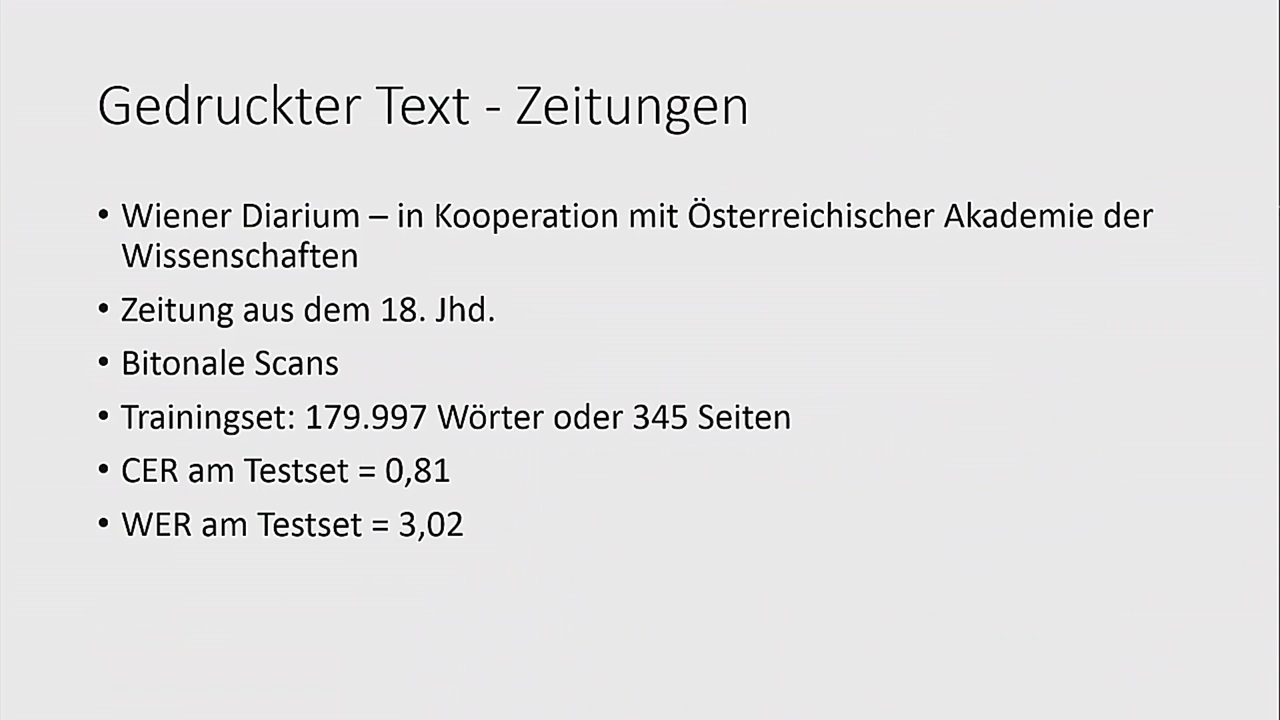 Gedruckter Text - Zeitungen
• Wiener Diarium – in Kooperation mit Österreichischer Akademie der
Wissenschaften
• Zeitung aus dem 18. Jhd.
• Bitonale Scans
• Trainingset: 179.997 Wörter oder 345 Seiten
• CER am Testset = 0,81
• WER am Testset = 3,02